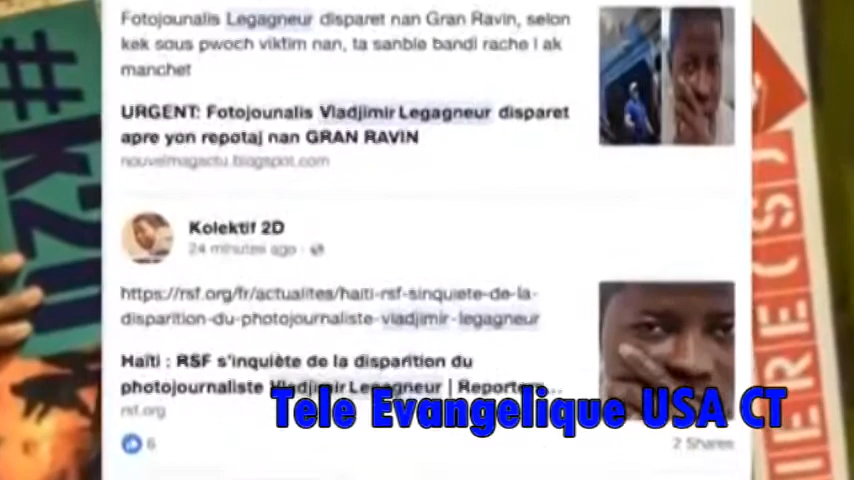 #k2m
Fotojounalis Legagneur disparet nan Gran Ravin, selon
kek sous pwoch viktim nan, ta sanble bandi rache l ak
manchet
URGENT: Fotojounalis Vladjimir Legagneur disparet
apre yon repotaj nan GRAN RAVIN
nouvelmagactu.blogspot.com
Kolektif 2D
24 minutes ago
https://rsf.org/fr/actualites/haiti-rsf-sinquiete-de-la-
disparition-du-photojournaliste-vladjimir-legagneur
Haïti : RSF s'inquiète de la disparition du
photojournaliste Vladjimir Legagneur | Reporters...
rsf.org
6
2 Shares
Tele Evangelique USA CT